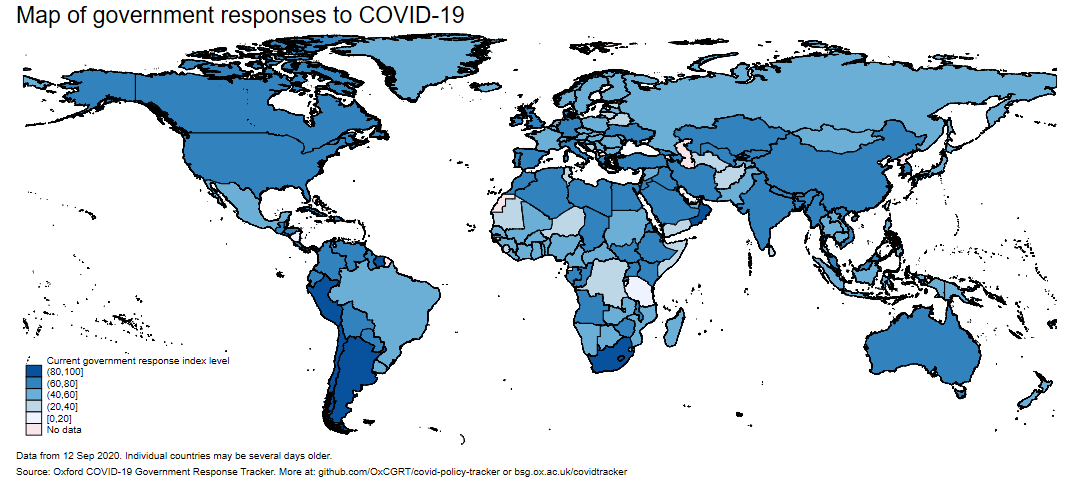 Map of government responses to COVID-19
Current government response index level
(80,100]
(60,80]
(40,60]
(20,40]
[0,20]
No data
Data from 12 Sep 2020. Individual countries may be several days older.
Source: Oxford COVID-19 Government Response Tracker. More at: github.com/OxCGRT/covid-policy-tracker or bsg.ox.ac.uk/covidtracker